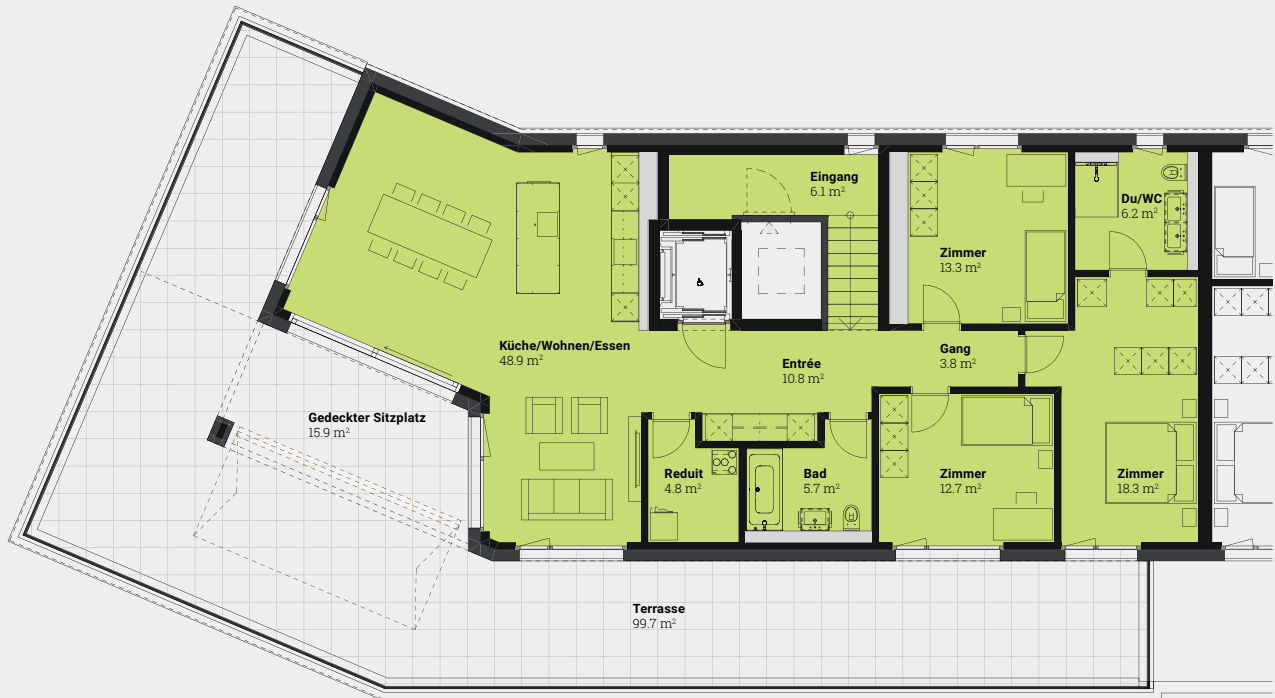 Eingang
6.1 m²
Du/WC
6.2 m²
Zimmer
13.3 m²
Küche/Wohnen/Essen
48.9 m²
Entrée
10.8 m²
Gang
3.8 m²
Gedeckter Sitzplatz
15.9 m²
Reduit
4.8 m²
Bad
5.7 m²
Zimmer
12.7 m²
Zimmer
18.3 m²
Terrasse
99.7 m²